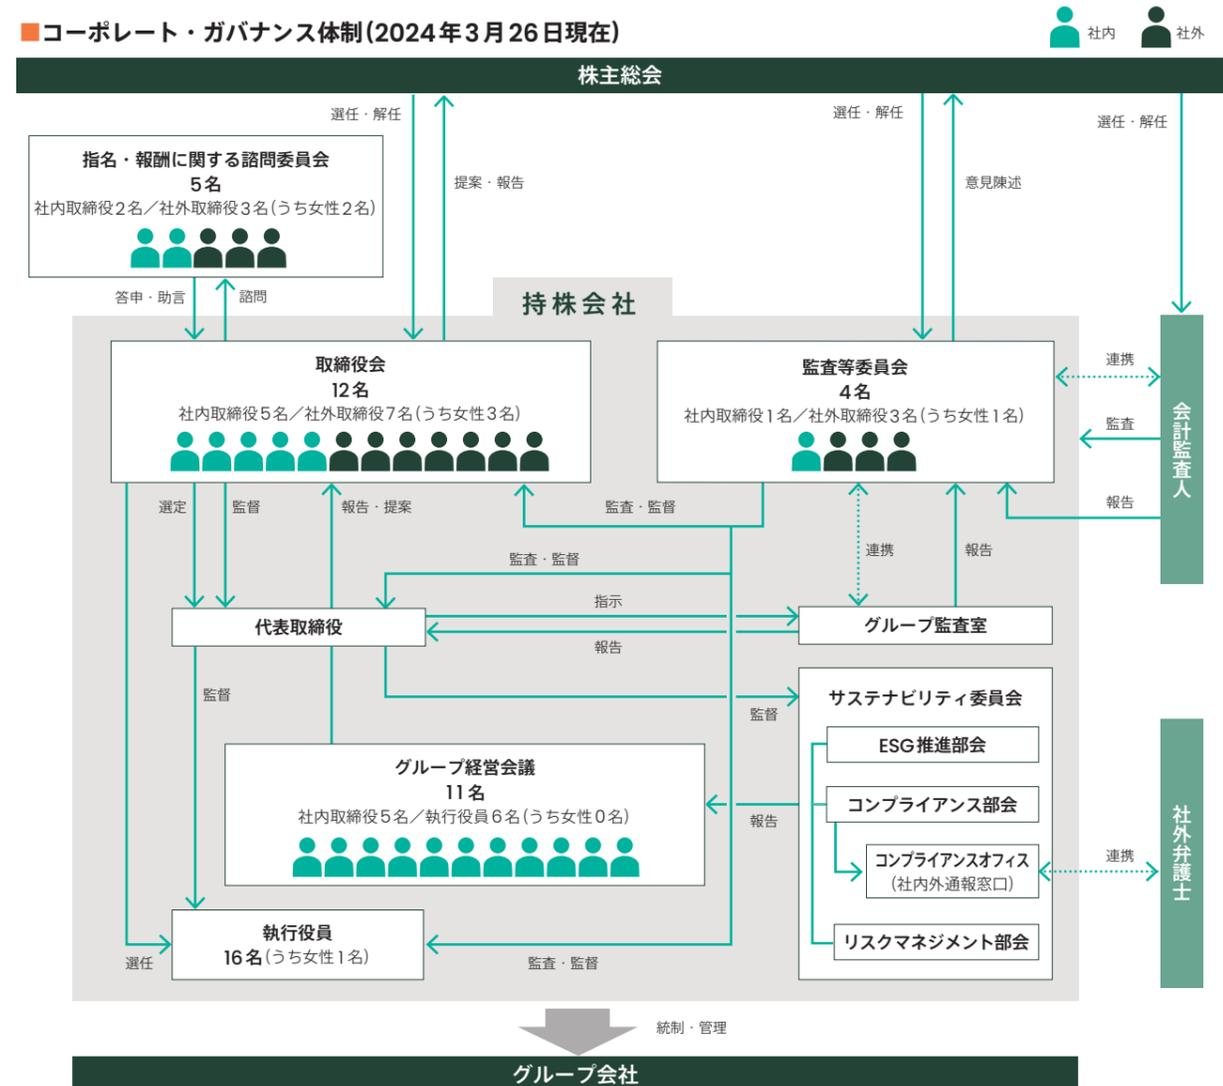 ■コーポレート・ガバナンス体制(2024年3月26日現在)
社内
社外
株主総会
選任・解任
提案・報告
選任・解任
意見陳述
選任・解任
指名・報酬に関する諮問委員会
5名
社内取締役2名／社外取締役3名(うち女性2名)
答申・助言
諮問
持株会社
取締役会
12名
社内取締役5名／社外取締役7名(うち女性3名)
監査等委員会
4名
社内取締役1名／社外取締役3名(うち女性1名)
連携
監査
報告
会計監査人
選定
監督
報告・提案
監査・監督
連携
報告
監査・監督
代表取締役
指示
報告
グループ監査室
監督
監督
サステナビリティ委員会
ESG推進部会
コンプライアンス部会
コンプライアンスオフィス
(社内外通報窓口)
リスクマネジメント部会
連携
社外弁護士
グループ経営会議
11名
社内取締役5名／執行役員6名(うち女性0名)
報告
執行役員
16名(うち女性1名)
選任
監査・監督
統制・管理
グループ会社